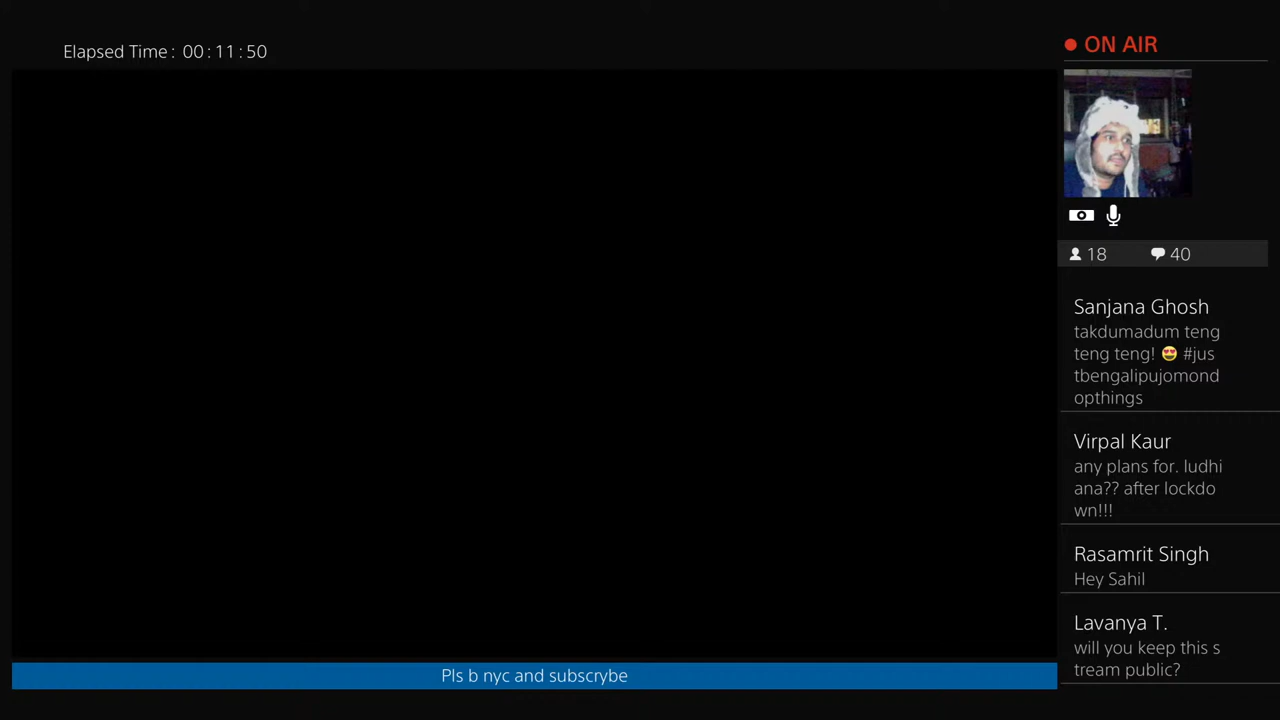 Elapsed Time : 00:11:50
ON AIR
18 40
Sanjana Ghosh
takdumadum teng
teng teng! 😍 #jus
tbengalipujomond
opthings
Virpal Kaur
any plans for. ludhi
ana?? after lockdo
wn!!!
Rasamrit Singh
Hey Sahil
Lavanya T.
will you keep this s
tream public?
Pls b nyc and subscrybe